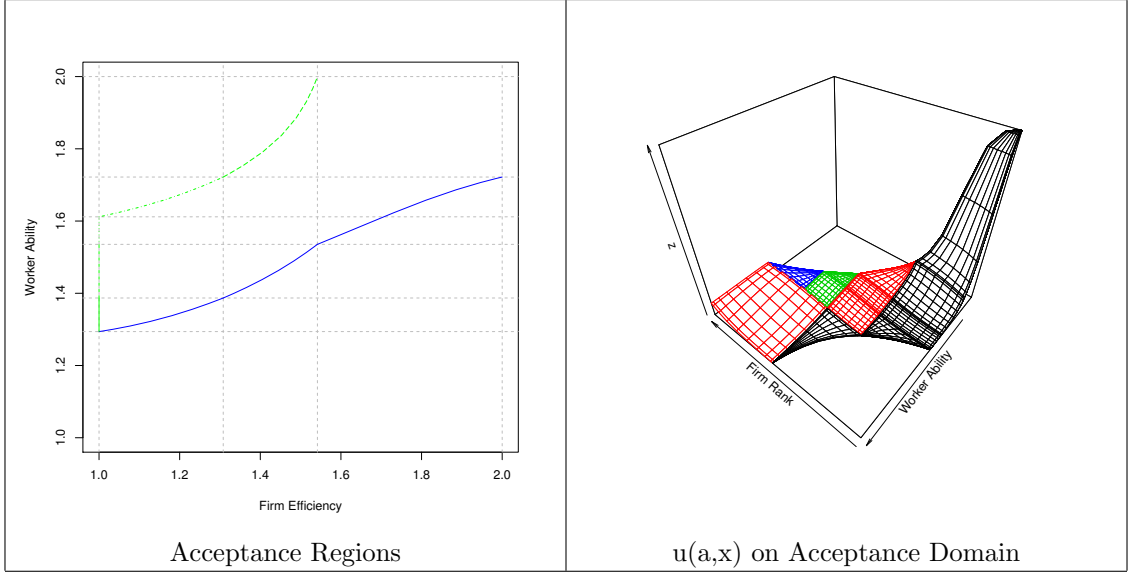 2.0
1.8
1.6
1.4
1.2
1.0
Worker Ability
1.0 1.2 1.4 1.6 1.8 2.0
Firm Efficiency
Acceptance Regions
z
Firm Rank
Worker Ability
u(a,x) on Acceptance Domain